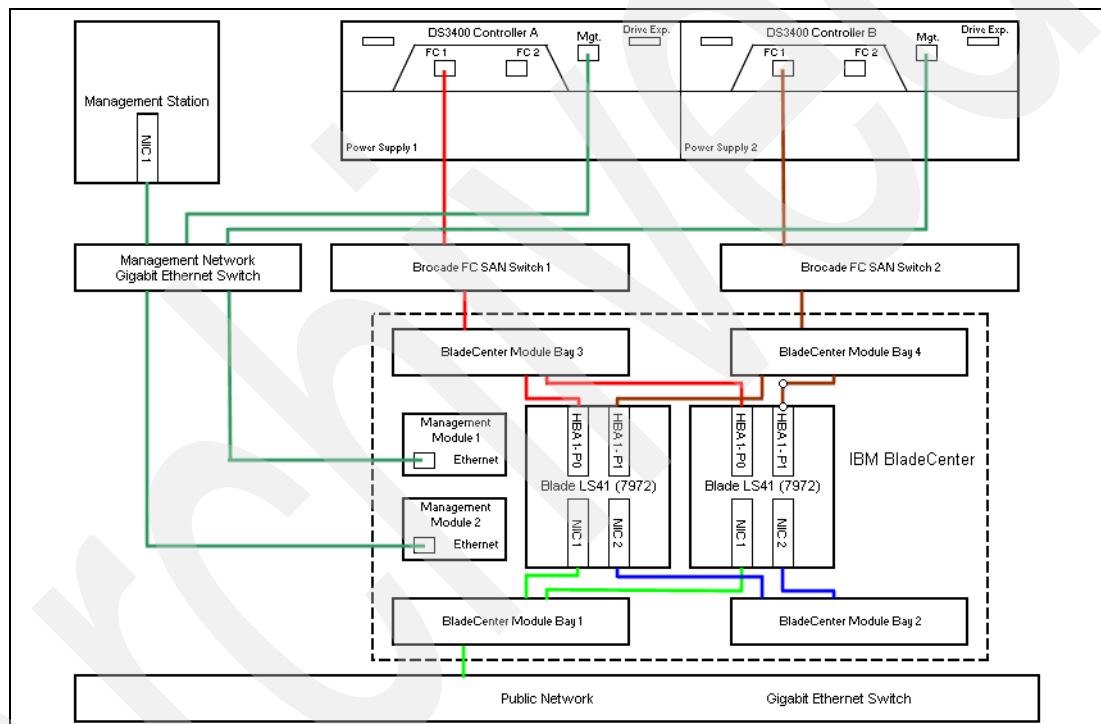 DS3400 Controller A
FC 1
FC 2
Mgt.
Drive Exp.
DS3400 Controller B
FC 1
FC 2
Mgt.
Drive Exp.
Management Station
NIC 1
Power Supply 1
Power Supply 2
Management Network
Gigabit Ethernet Switch
Brocade FC SAN Switch 1
Brocade FC SAN Switch 2
BladeCenter Module Bay 3
BladeCenter Module Bay 4
Management
Module 1
Ethernet
Management
Module 2
Ethernet
HBA 1 - P0
HBA 1 - P1
Blade LS41 (7972)
NIC 1
NIC 2
HBA 1 - P0
HBA 1 - P1
Blade LS41 (7972)
NIC 1
NIC 2
IBM BladeCenter
BladeCenter Module Bay 1
BladeCenter Module Bay 2
Public Network
Gigabit Ethernet Switch